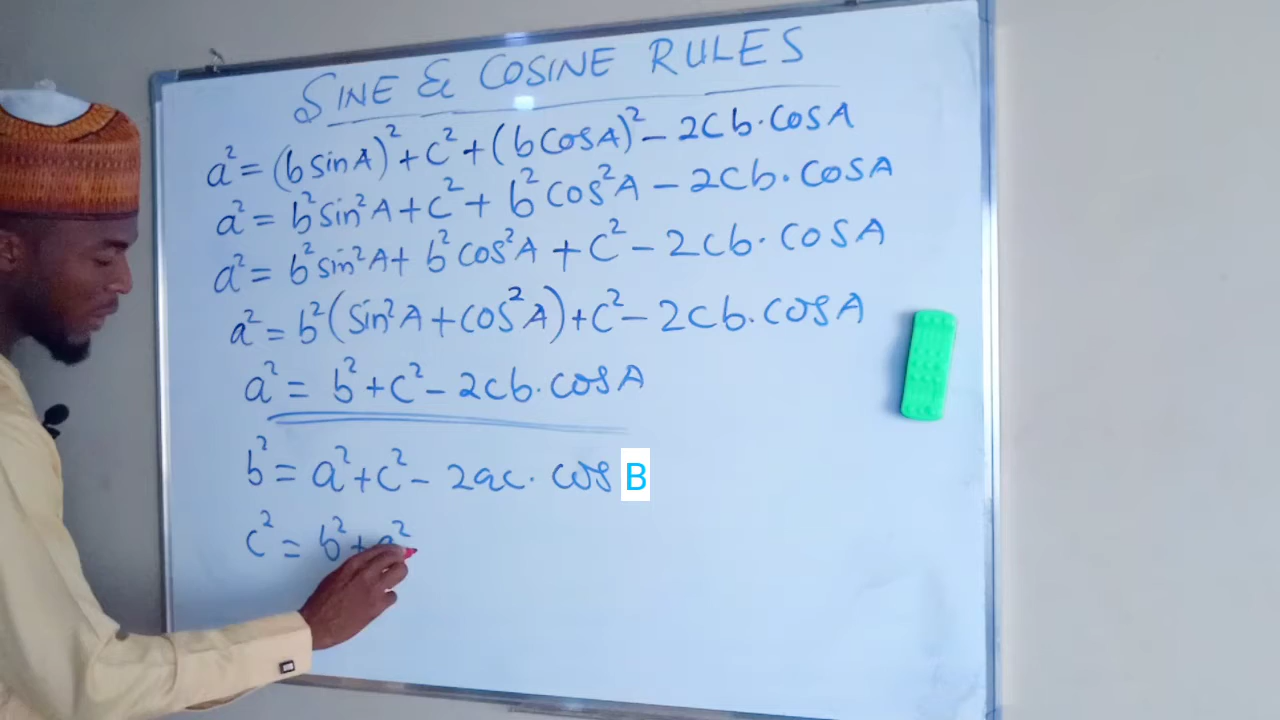 SINE & COSINE RULES
a² = (b sin A)² + c² + (b cos A)² - 2cb·cos A
a² = b² sin² A + c² + b² cos² A - 2cb·cos A
a² = b² sin² A + b² cos² A + c² - 2cb·cos A
a² = b² (sin² A + cos² A) + c² - 2cb·cos A
a² = b² + c² - 2cb·cos A
b² = a² + c² - 2ac·cos B
c² = b² + a²